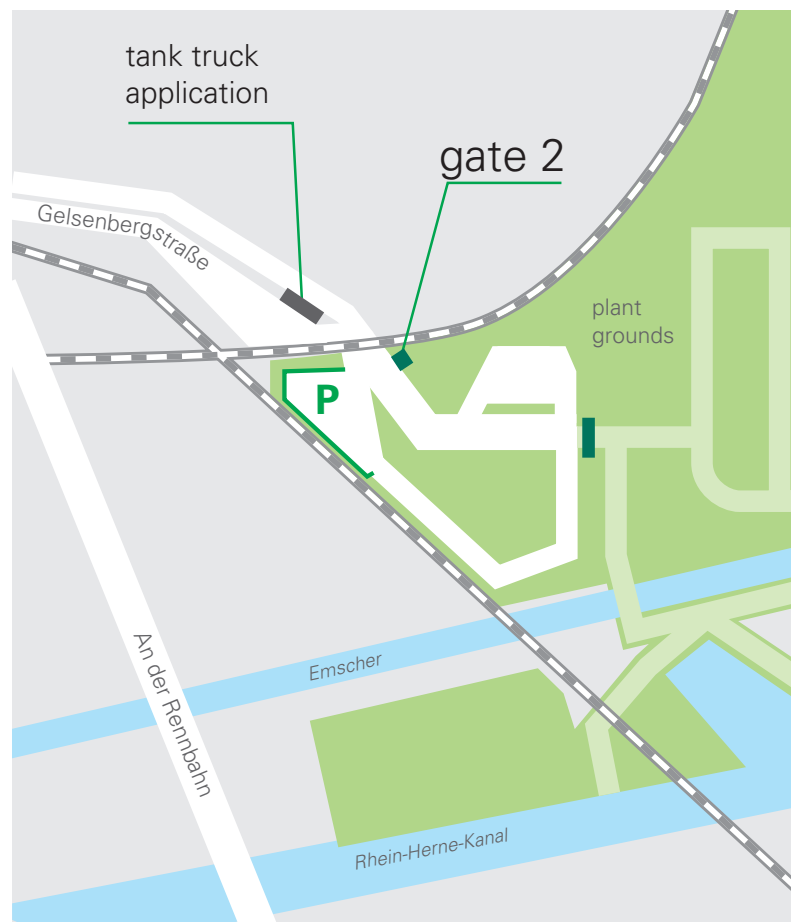 tank truck
application
gate 2
Gelsenbergstraße
plant
grounds
P
An der Rennbahn
Emscher
Rhein-Herne-Kanal